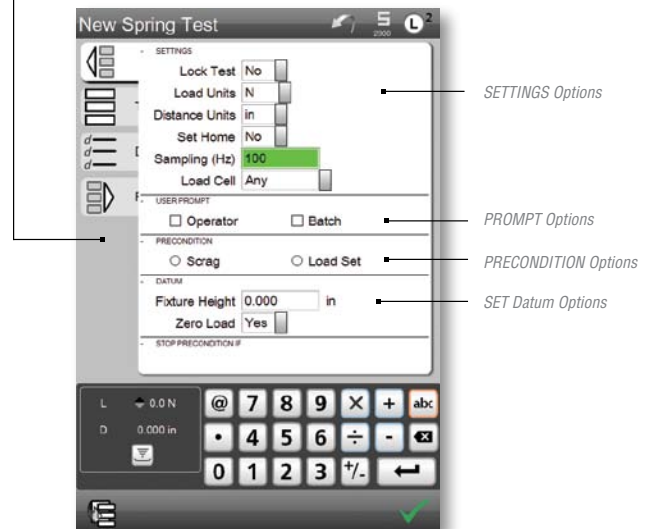 New Spring Test
2900
L2
- SETTINGS
Lock Test No
Load Units N
Distance Units in
Set Home No
Sampling (Hz) 100
Load Cell Any
- USER PROMPT
Operator Batch
- PRECONDITION
Scrag Load Set
- DATUM
Fixture Height 0.000 in
Zero Load Yes
- STOP PRECONDITION IF
d
d
d
SETTINGS Options
PROMPT Options
PRECONDITION Options
SET Datum Options
L 0.0 N
D 0.000 in
@ 7 8 9 × + abc
• 4 5 6 ÷ -
0 1 2 3 +/-